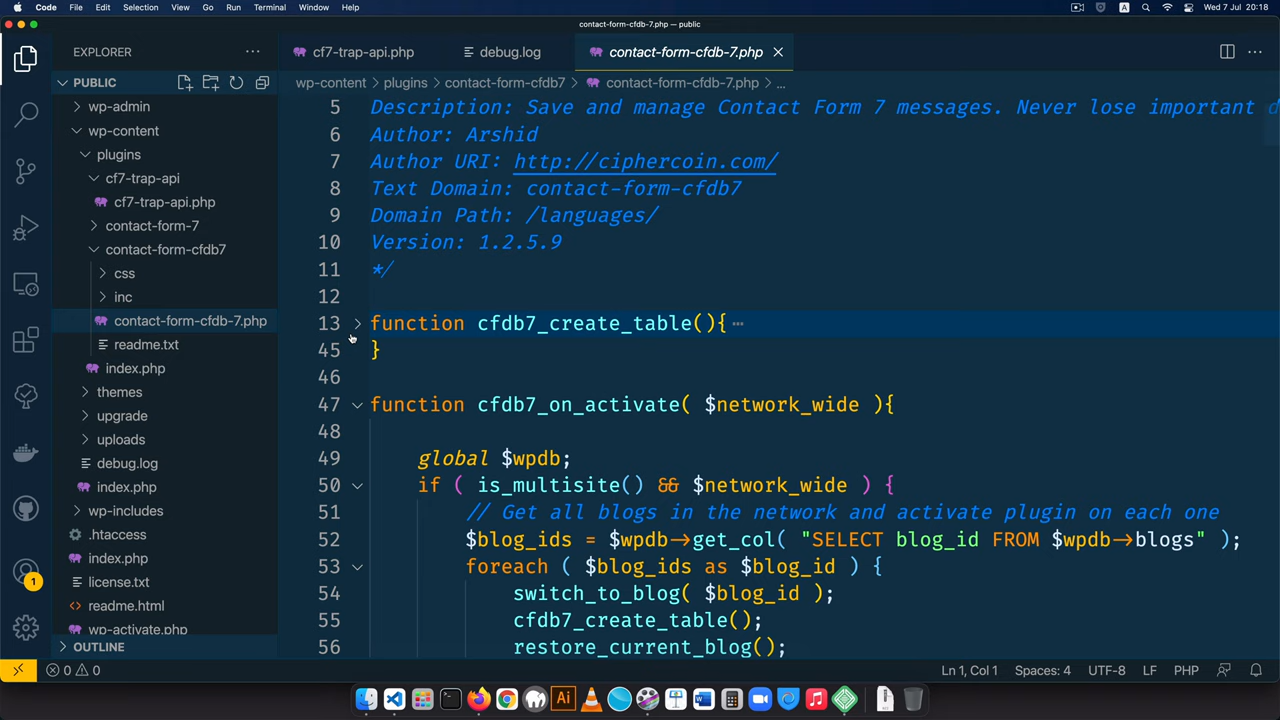 Code File Edit Selection View Go Run Terminal Window Help A Wed 7 Jul 20:18
contact-form-cfdb-7.php — public
EXPLORER
cf7-trap-api.php debug.log contact-form-cfdb-7.php
PUBLIC
wp-content > plugins > contact-form-cfdb7 > contact-form-cfdb-7.php > ...
wp-admin
wp-content
plugins
cf7-trap-api
cf7-trap-api.php
contact-form-7
contact-form-cfdb7
css
inc
contact-form-cfdb-7.php
readme.txt
index.php
themes
upgrade
uploads
debug.log
index.php
wp-includes
.htaccess
index.php
license.txt
readme.html
wp-activate.php
OUTLINE
5 Description: Save and manage Contact Form 7 messages. Never lose important d
6 Author: Arshid
7 Author URI: http://ciphercoin.com/
8 Text Domain: contact-form-cfdb7
9 Domain Path: /languages/
10 Version: 1.2.5.9
11 */
12
13 function cfdb7_create_table(){ ...
45 }
46
47 function cfdb7_on_activate( $network_wide ){
48
49 global $wpdb;
50 if ( is_multisite() && $network_wide ) {
51 // Get all blogs in the network and activate plugin on each one
52 $blog_ids = $wpdb->get_col( "SELECT blog_id FROM $wpdb->blogs" );
53 foreach ( $blog_ids as $blog_id ) {
54 switch_to_blog( $blog_id );
55 cfdb7_create_table();
56 restore_current_blog();
1
0 0 Ln 1, Col 1 Spaces: 4 UTF-8 LF PHP
Ai